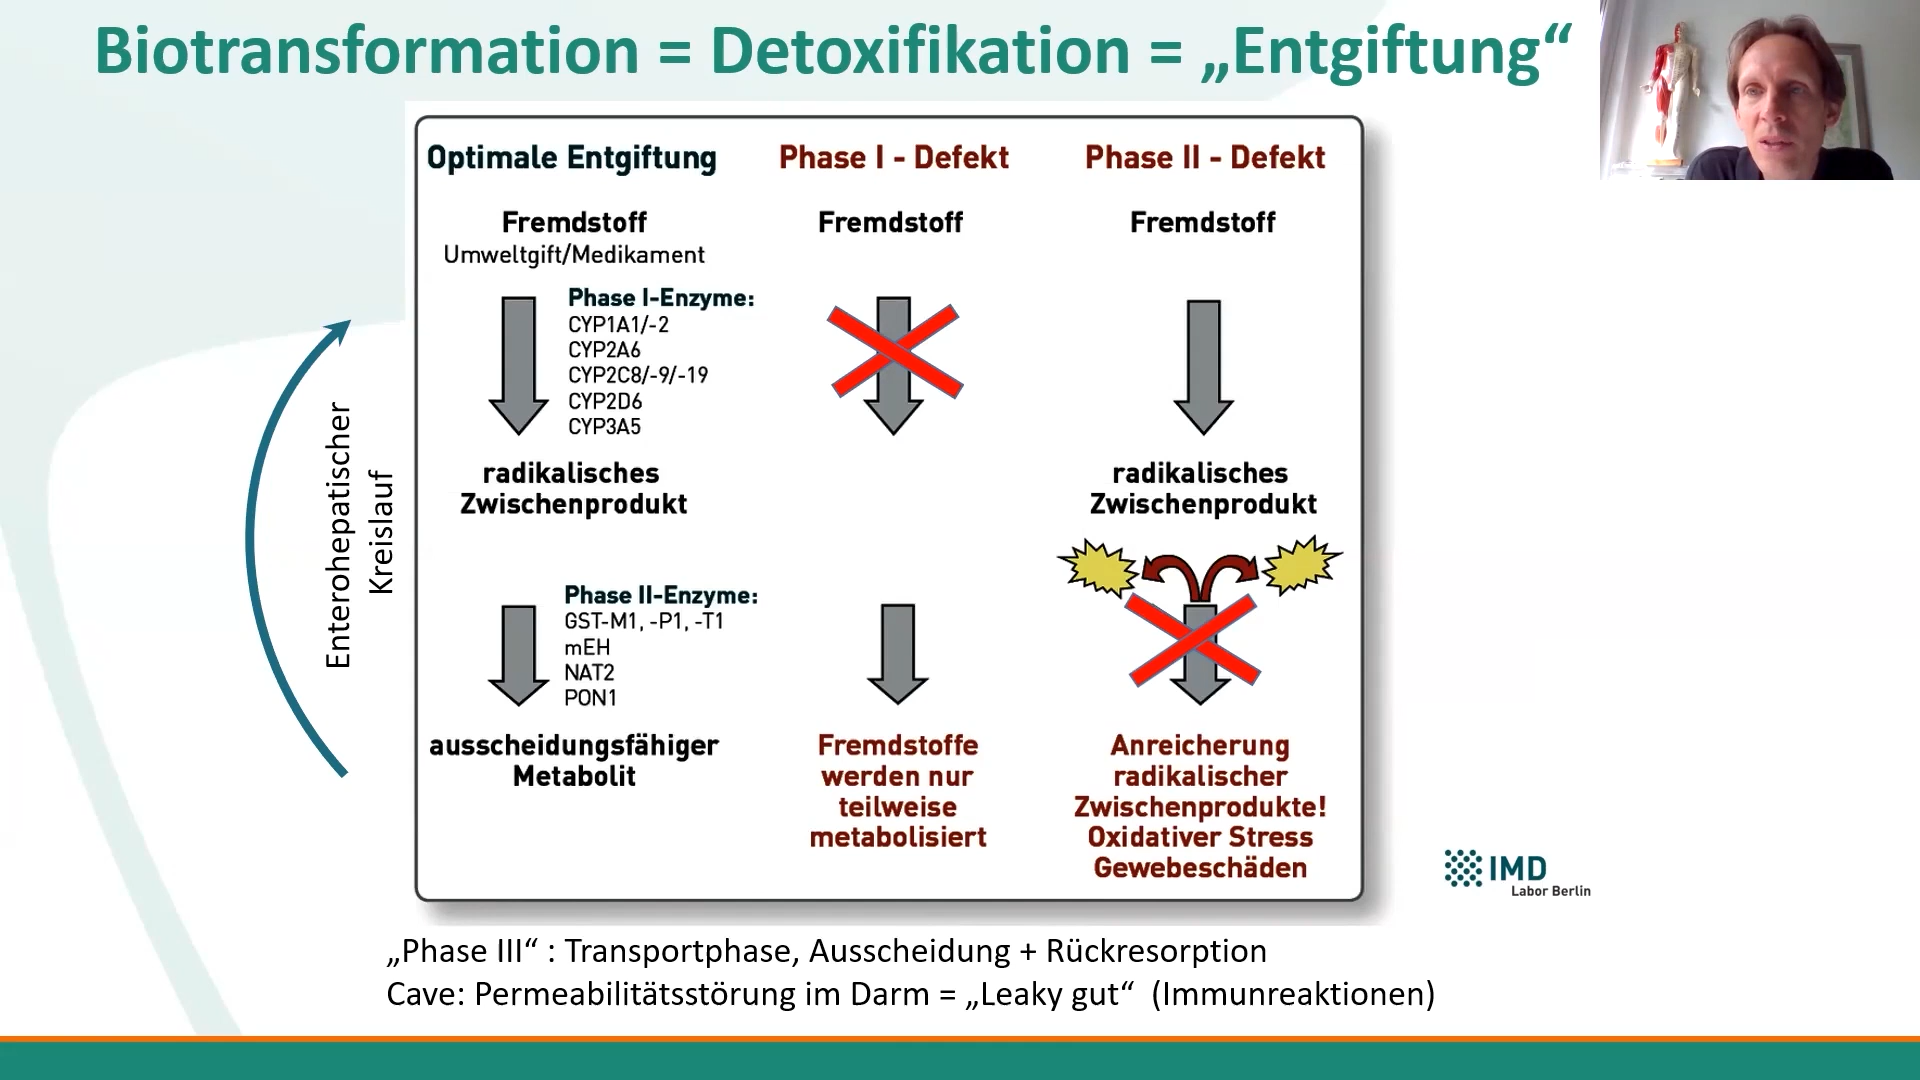 Biotransformation = Detoxifikation = „Entgiftung“
Optimale Entgiftung
Fremdstoff
Umweltgift/Medikament
Phase I-Enzyme:
CYP1A1/-2
CYP2A6
CYP2C8/-9/-19
CYP2D6
CYP3A5
radikalisches
Zwischenprodukt
Phase II-Enzyme:
GST-M1, -P1, -T1
mEH
NAT2
PON1
ausscheidungsfähiger
Metabolit
Phase I - Defekt
Fremdstoff
Fremdstoffe
werden nur
teilweise
metabolisiert
Phase II - Defekt
Fremdstoff
radikalisches
Zwischenprodukt
Anreicherung
radikalischer
Zwischenprodukte!
Oxidativer Stress
Gewebeschäden
Enterohepatischer
Kreislauf
IMD
Labor Berlin
„Phase III“ : Transportphase, Ausscheidung + Rückresorption
Cave: Permeabilitätsstörung im Darm = „Leaky gut“ (Immunreaktionen)